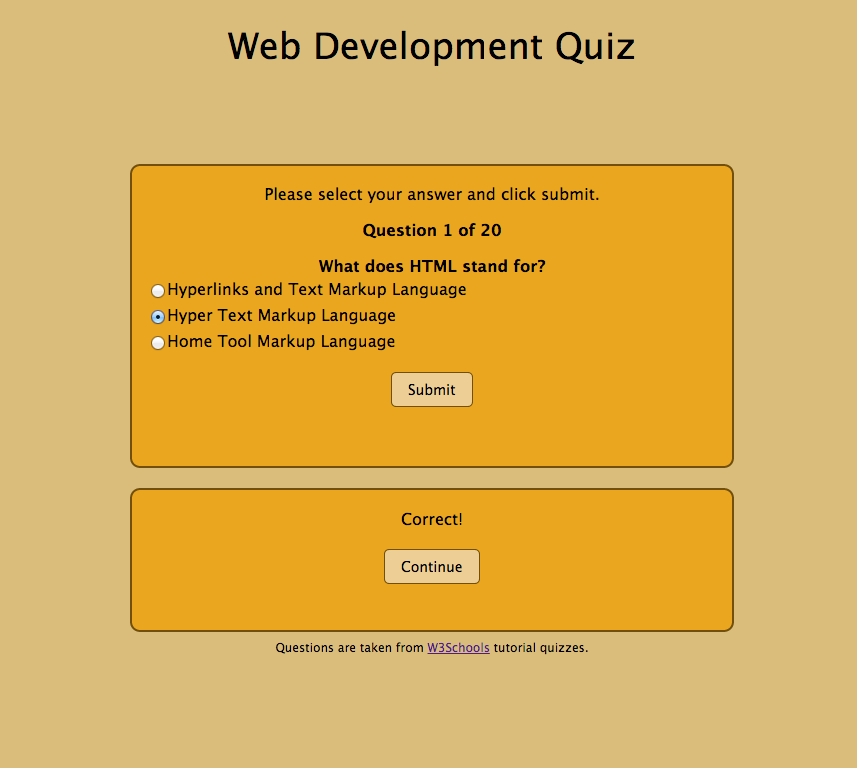 Web Development Quiz
Please select your answer and click submit.
Question 1 of 20
What does HTML stand for?
Hyperlinks and Text Markup Language
Hyper Text Markup Language
Home Tool Markup Language
Submit
Correct!
Continue
Questions are taken from W3Schools tutorial quizzes.